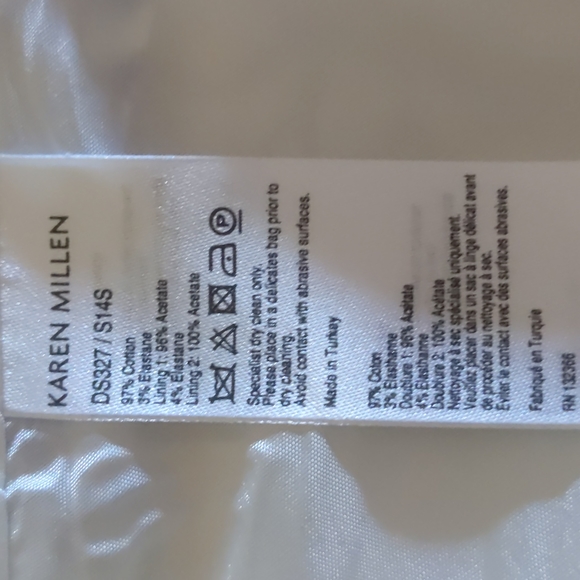 KAREN MILLEN
DS327 / S14S
97% Cotton
3% Elastane
Lining 1: 96% Acetate
4% Elastane
Lining 2: 100% Acetate
P
Specialist dry clean only.
Please place in a delicates bag prior to
dry cleaning.
Avoid contact with abrasive surfaces.
Made in Turkey
97% Coton
3% Elasthane
Doublure 1: 96% Acétate
4% Elasthane
Doublure 2: 100% Acétate
Nettoyage à sec spécialisé uniquement.
Veuillez placer dans un sac à linge délicat avant
de procéder au nettoyage à sec.
Eviter le contact avec des surfaces abrasives.
Fabriqué en Turquie
RN 132366